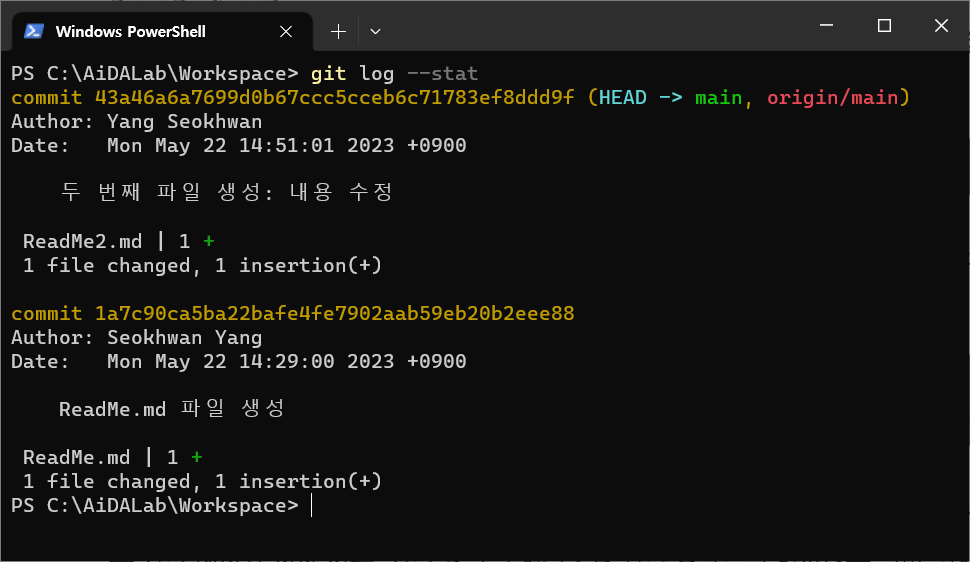 Windows PowerShell
PS C:\AiDALab\Workspace> git log --stat
commit 43a46a6a7699d0b67ccc5cceb6c71783ef8ddd9f (HEAD -> main, origin/main)
Author: Yang Seokhwan
Date:   Mon May 22 14:51:01 2023 +0900
두 번째 파일 생성: 내용 수정
ReadMe2.md | 1 +
1 file changed, 1 insertion(+)
commit 1a7c90ca5ba22bafe4fe7902aab59eb20b2eee88
Author: Seokhwan Yang
Date:   Mon May 22 14:29:00 2023 +0900
ReadMe.md 파일 생성
ReadMe.md | 1 +
1 file changed, 1 insertion(+)
PS C:\AiDALab\Workspace>